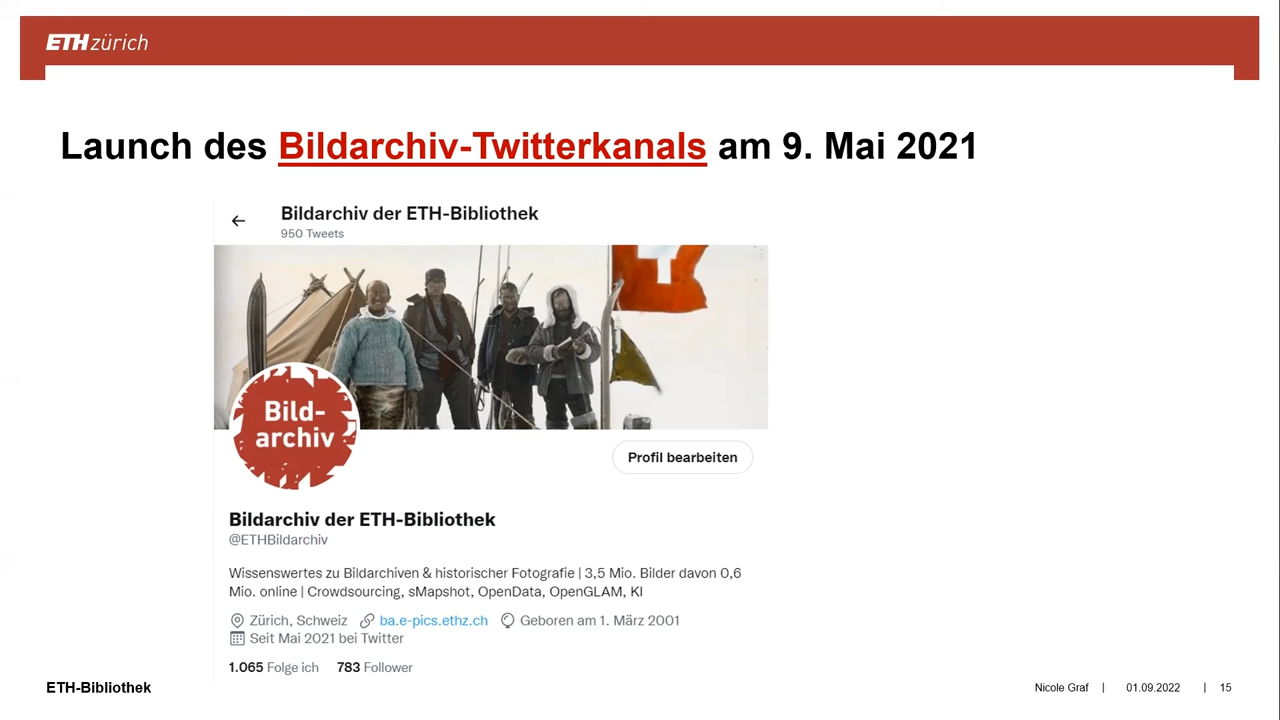 ETH zürich
Launch des Bildarchiv-Twitterkanals am 9. Mai 2021
Bildarchiv der ETH-Bibliothek
950 Tweets
Bild-
archiv
Profil bearbeiten
Bildarchiv der ETH-Bibliothek
@ETHBildarchiv
Wissenswertes zu Bildarchiven & historischer Fotografie | 3,5 Mio. Bilder davon 0,6
Mio. online | Crowdsourcing, sMapshot, OpenData, OpenGLAM, KI
Zürich, Schweiz ba.e-pics.ethz.ch Geboren am 1. März 2001
Seit Mai 2021 bei Twitter
1.065 Folge ich 783 Follower
ETH-Bibliothek
Nicole Graf | 01.09.2022 | 15